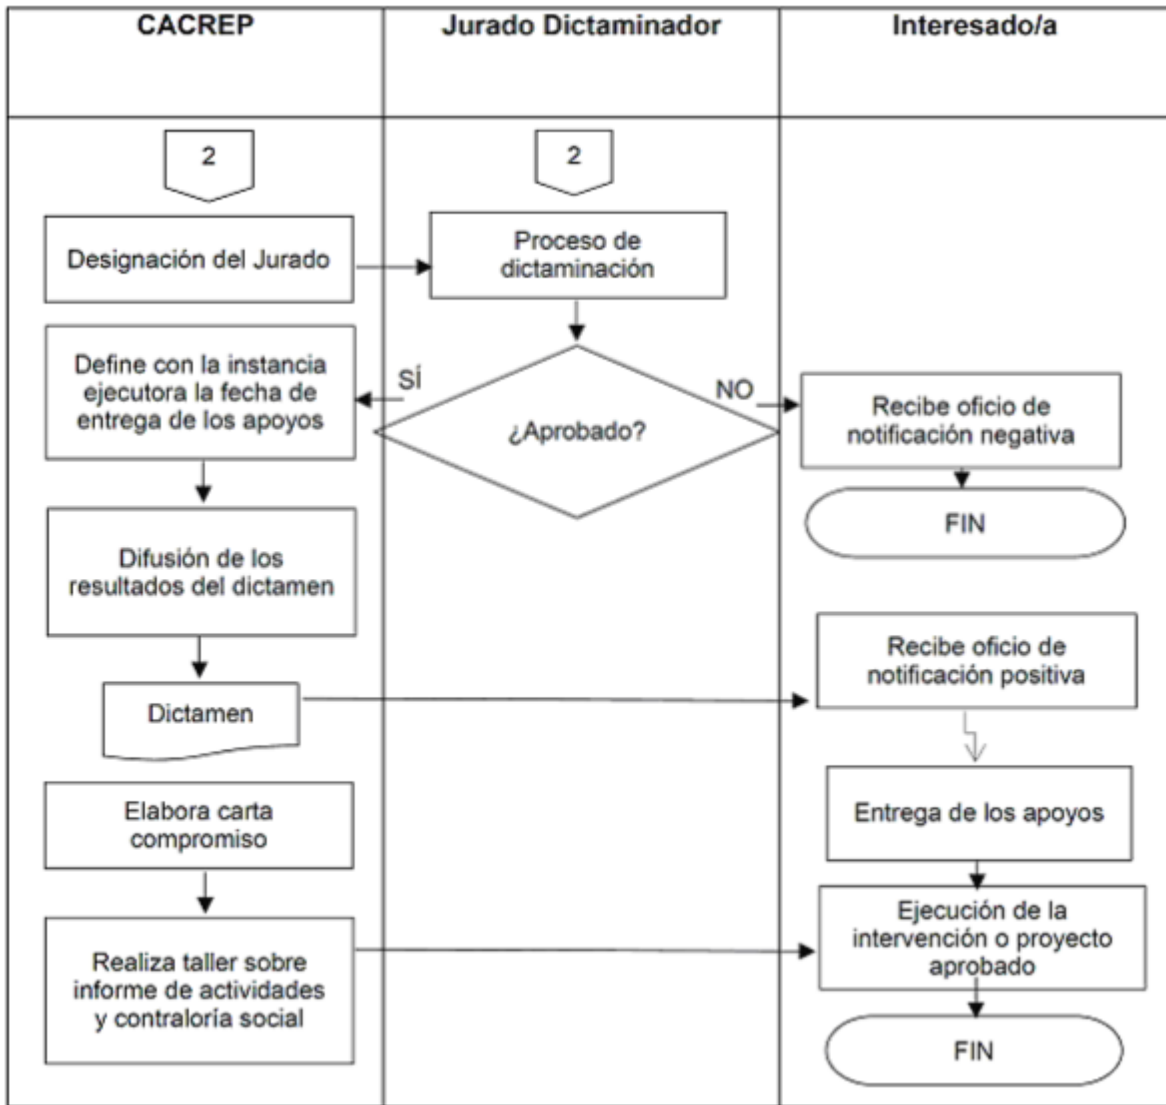 CACREP
Jurado Dictaminador
Interesado/a
2
2
Designación del Jurado
Proceso de
dictaminación
Define con la instancia
ejecutora la fecha de
entrega de los apoyos
SÍ
¿Aprobado?
NO
Recibe oficio de
notificación negativa
FIN
Difusión de los
resultados del dictamen
Recibe oficio de
notificación positiva
Dictamen
Elabora carta
compromiso
Entrega de los apoyos
Realiza taller sobre
informe de actividades
y contraloría social
Ejecución de la
intervención o proyecto
aprobado
FIN